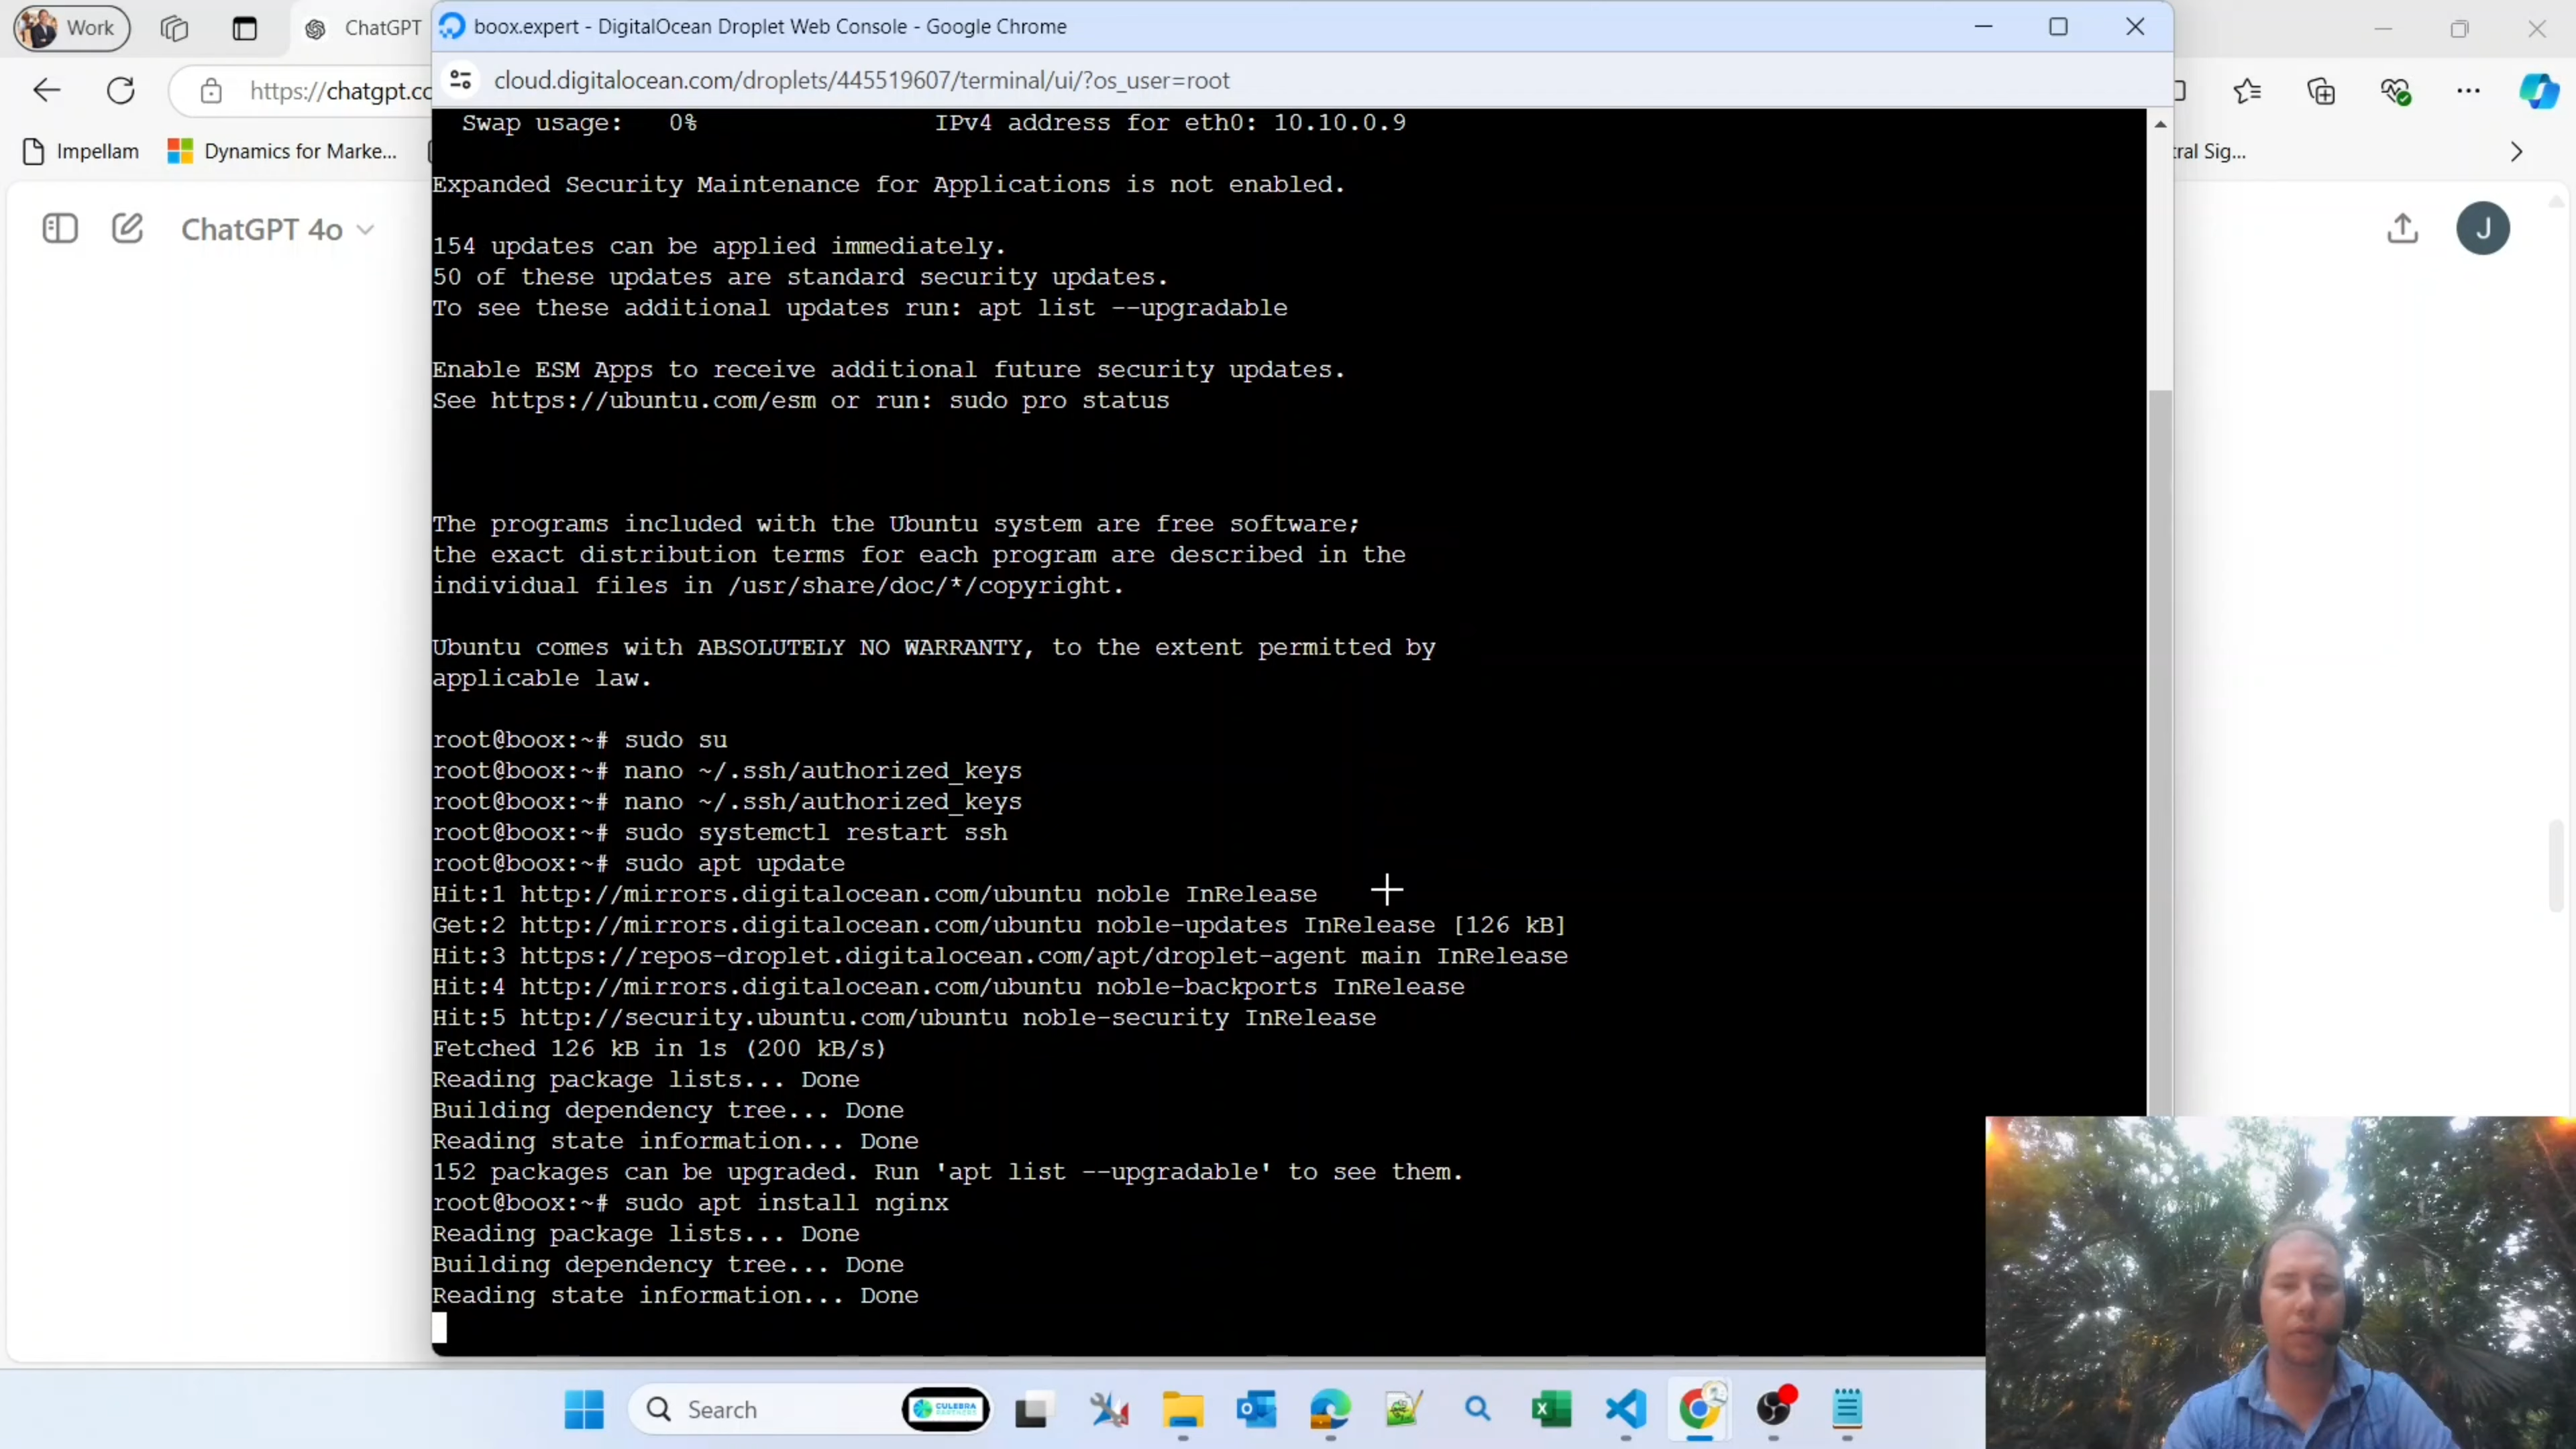 Work
ChatGPT
boox.expert - DigitalOcean Droplet Web Console - Google Chrome
https://chatgpt.co
cloud.digitalocean.com/droplets/445519607/terminal/ui/?os_user=root
Impellam
Dynamics for Marke...
tral Sig...
ChatGPT 4o
J
Swap usage: 0% IPv4 address for eth0: 10.10.0.9
Expanded Security Maintenance for Applications is not enabled.
154 updates can be applied immediately.
50 of these updates are standard security updates.
To see these additional updates run: apt list --upgradable
Enable ESM Apps to receive additional future security updates.
See https://ubuntu.com/esm or run: sudo pro status
The programs included with the Ubuntu system are free software;
the exact distribution terms for each program are described in the
individual files in /usr/share/doc/*/copyright.
Ubuntu comes with ABSOLUTELY NO WARRANTY, to the extent permitted by
applicable law.
root@boox:~# sudo su
root@boox:~# nano ~/.ssh/authorized_keys
root@boox:~# nano ~/.ssh/authorized_keys
root@boox:~# sudo systemctl restart ssh
root@boox:~# sudo apt update
Hit:1 http://mirrors.digitalocean.com/ubuntu noble InRelease
Get:2 http://mirrors.digitalocean.com/ubuntu noble-updates InRelease [126 kB]
Hit:3 https://repos-droplet.digitalocean.com/apt/droplet-agent main InRelease
Hit:4 http://mirrors.digitalocean.com/ubuntu noble-backports InRelease
Hit:5 http://security.ubuntu.com/ubuntu noble-security InRelease
Fetched 126 kB in 1s (200 kB/s)
Reading package lists... Done
Building dependency tree... Done
Reading state information... Done
152 packages can be upgraded. Run 'apt list --upgradable' to see them.
root@boox:~# sudo apt install nginx
Reading package lists... Done
Building dependency tree... Done
Reading state information... Done
Search
CULEBRA